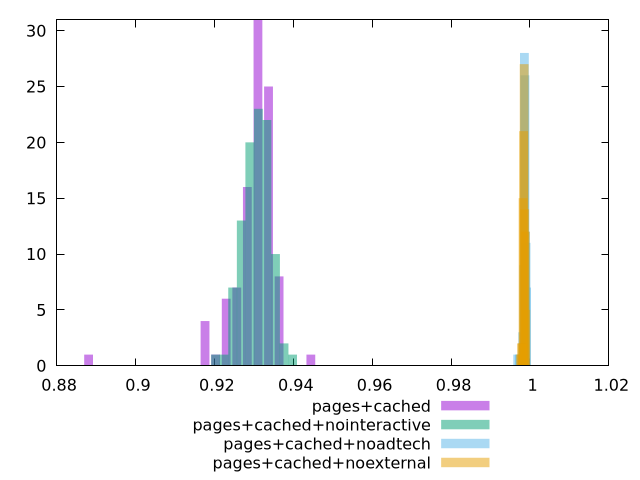 30
25
20
15
10
5
0
0.88 0.9 0.92 0.94 0.96 0.98 1 1.02
pages+cached
pages+cached+nointeractive
pages+cached+noadtech
pages+cached+noexternal